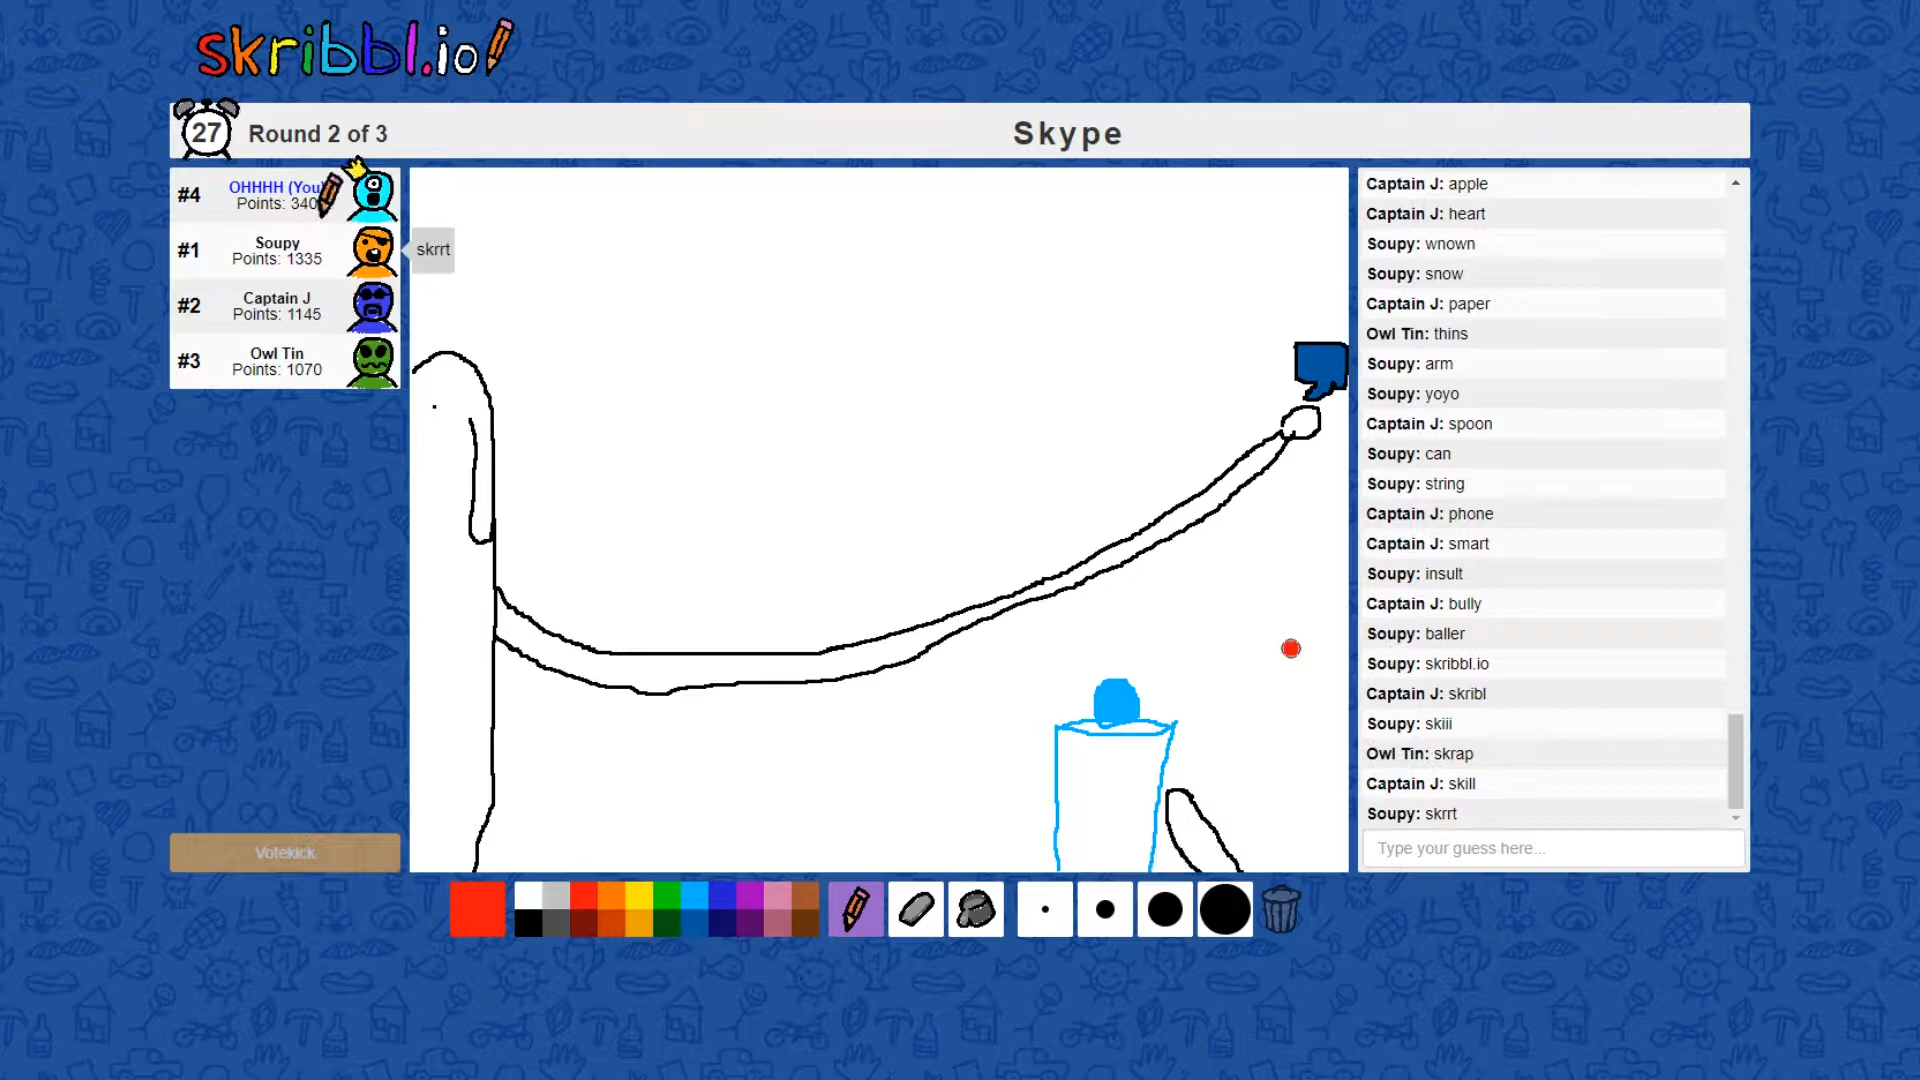 skribbl.io
27
Round 2 of 3
Skype
#4
OHHHH (You)
Points: 340
#1
Soupy
Points: 1335
skrrt
#2
Captain J
Points: 1145
#3
Owl Tin
Points: 1070
Votekick
Captain J: apple
Captain J: heart
Soupy: wnown
Soupy: snow
Captain J: paper
Owl Tin: thins
Soupy: arm
Soupy: yoyo
Captain J: spoon
Soupy: can
Soupy: string
Captain J: phone
Captain J: smart
Soupy: insult
Captain J: bully
Soupy: baller
Soupy: skribbl.io
Captain J: skribl
Soupy: skiii
Owl Tin: skrap
Captain J: skill
Soupy: skrrt
Type your guess here...